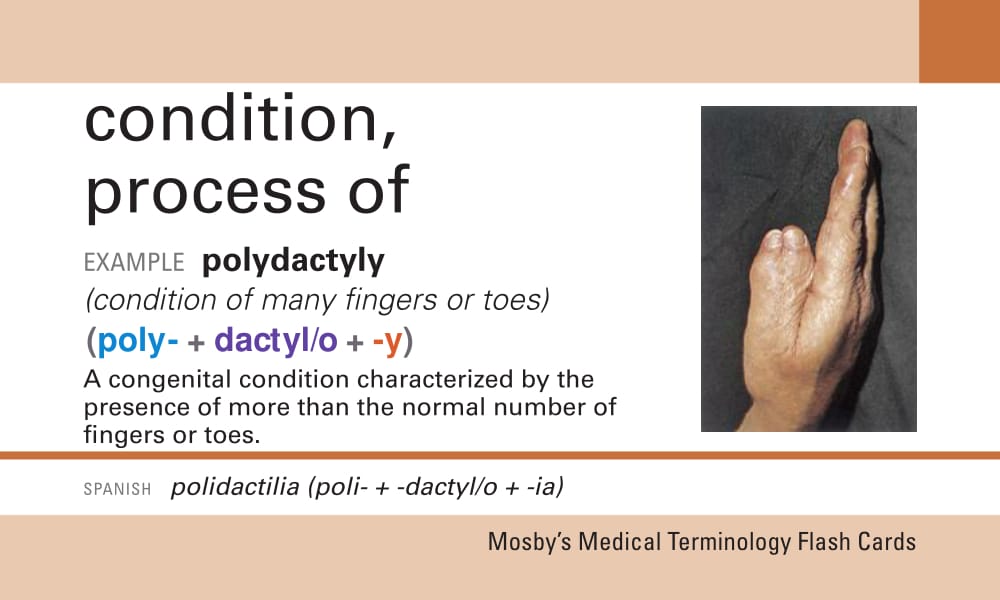 condition,
process of
EXAMPLE polydactyly
(condition of many fingers or toes)
(poly- + dactyl/o + -y)
A congenital condition characterized by the
presence of more than the normal number of
fingers or toes.
SPANISH polidactilia (poli- + -dactyl/o + -ia)
Mosby's Medical Terminology Flash Cards